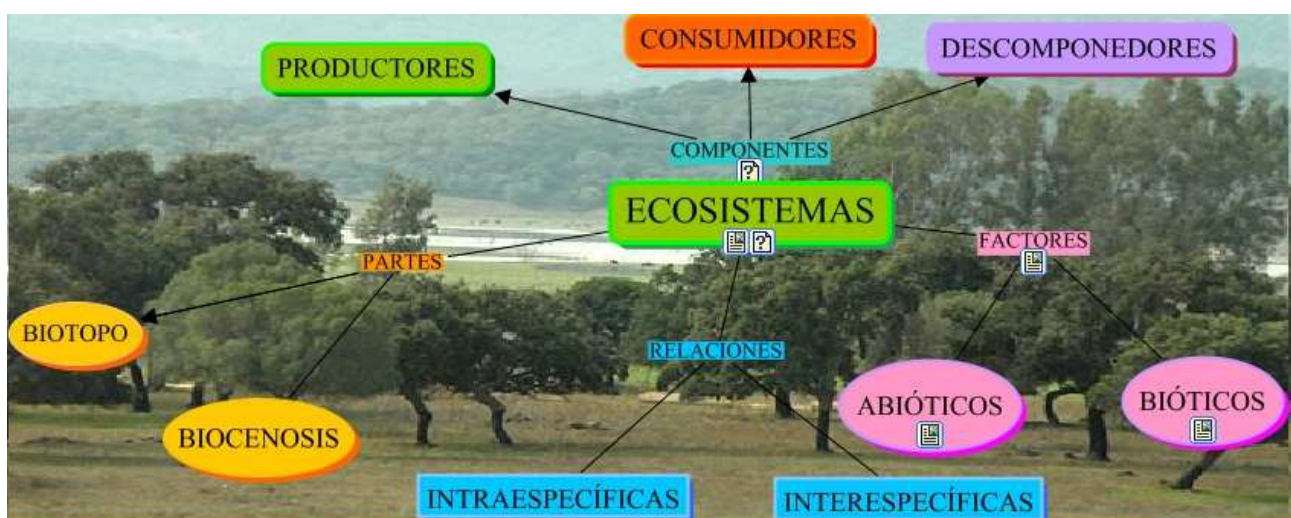 CONSUMIDORES
DESCOMPONEDORES
PRODUCTORES
COMPONENTES
ECOSISTEMAS
PARTES
FACTORES
BIOTOPO
RELACIONES
ABIÓTICOS
BIÓTICOS
BIOCENOSIS
INTRAESPECÍFICAS
INTERESPECÍFICAS